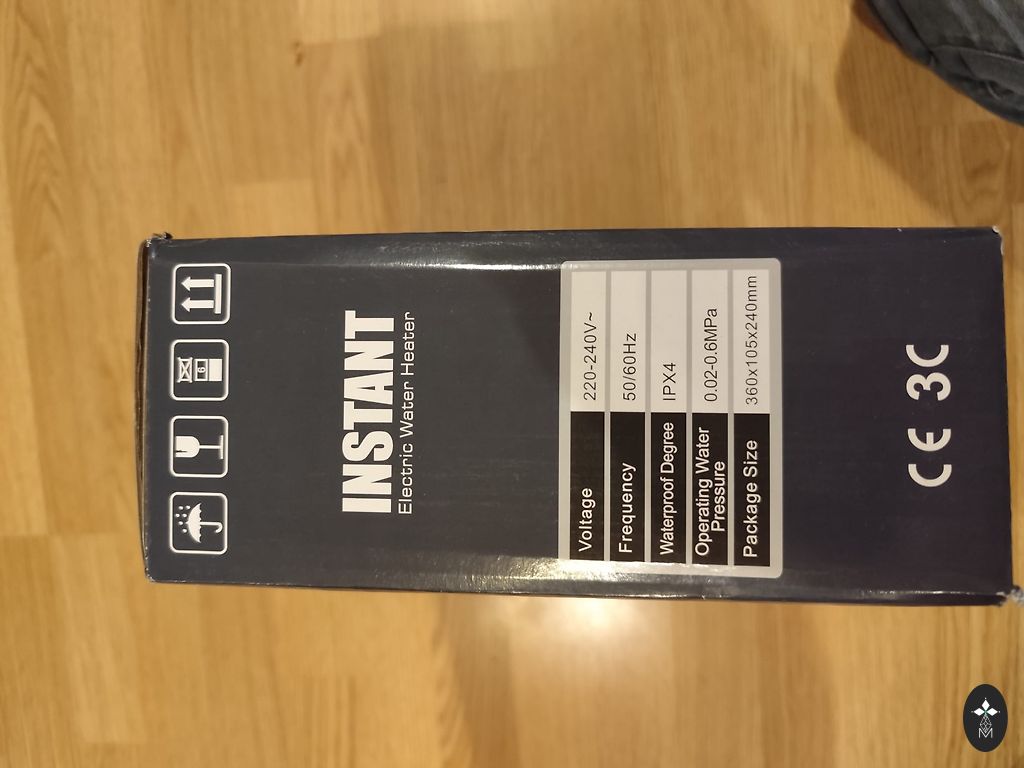 6
INSTANT
Electric Water Heater
Voltage 220-240V~
Frequency 50/60Hz
Waterproof Degree IPX4
Operating Water
Pressure 0.02-0.6MPa
Package Size 360x105x240mm
CE 3C
M